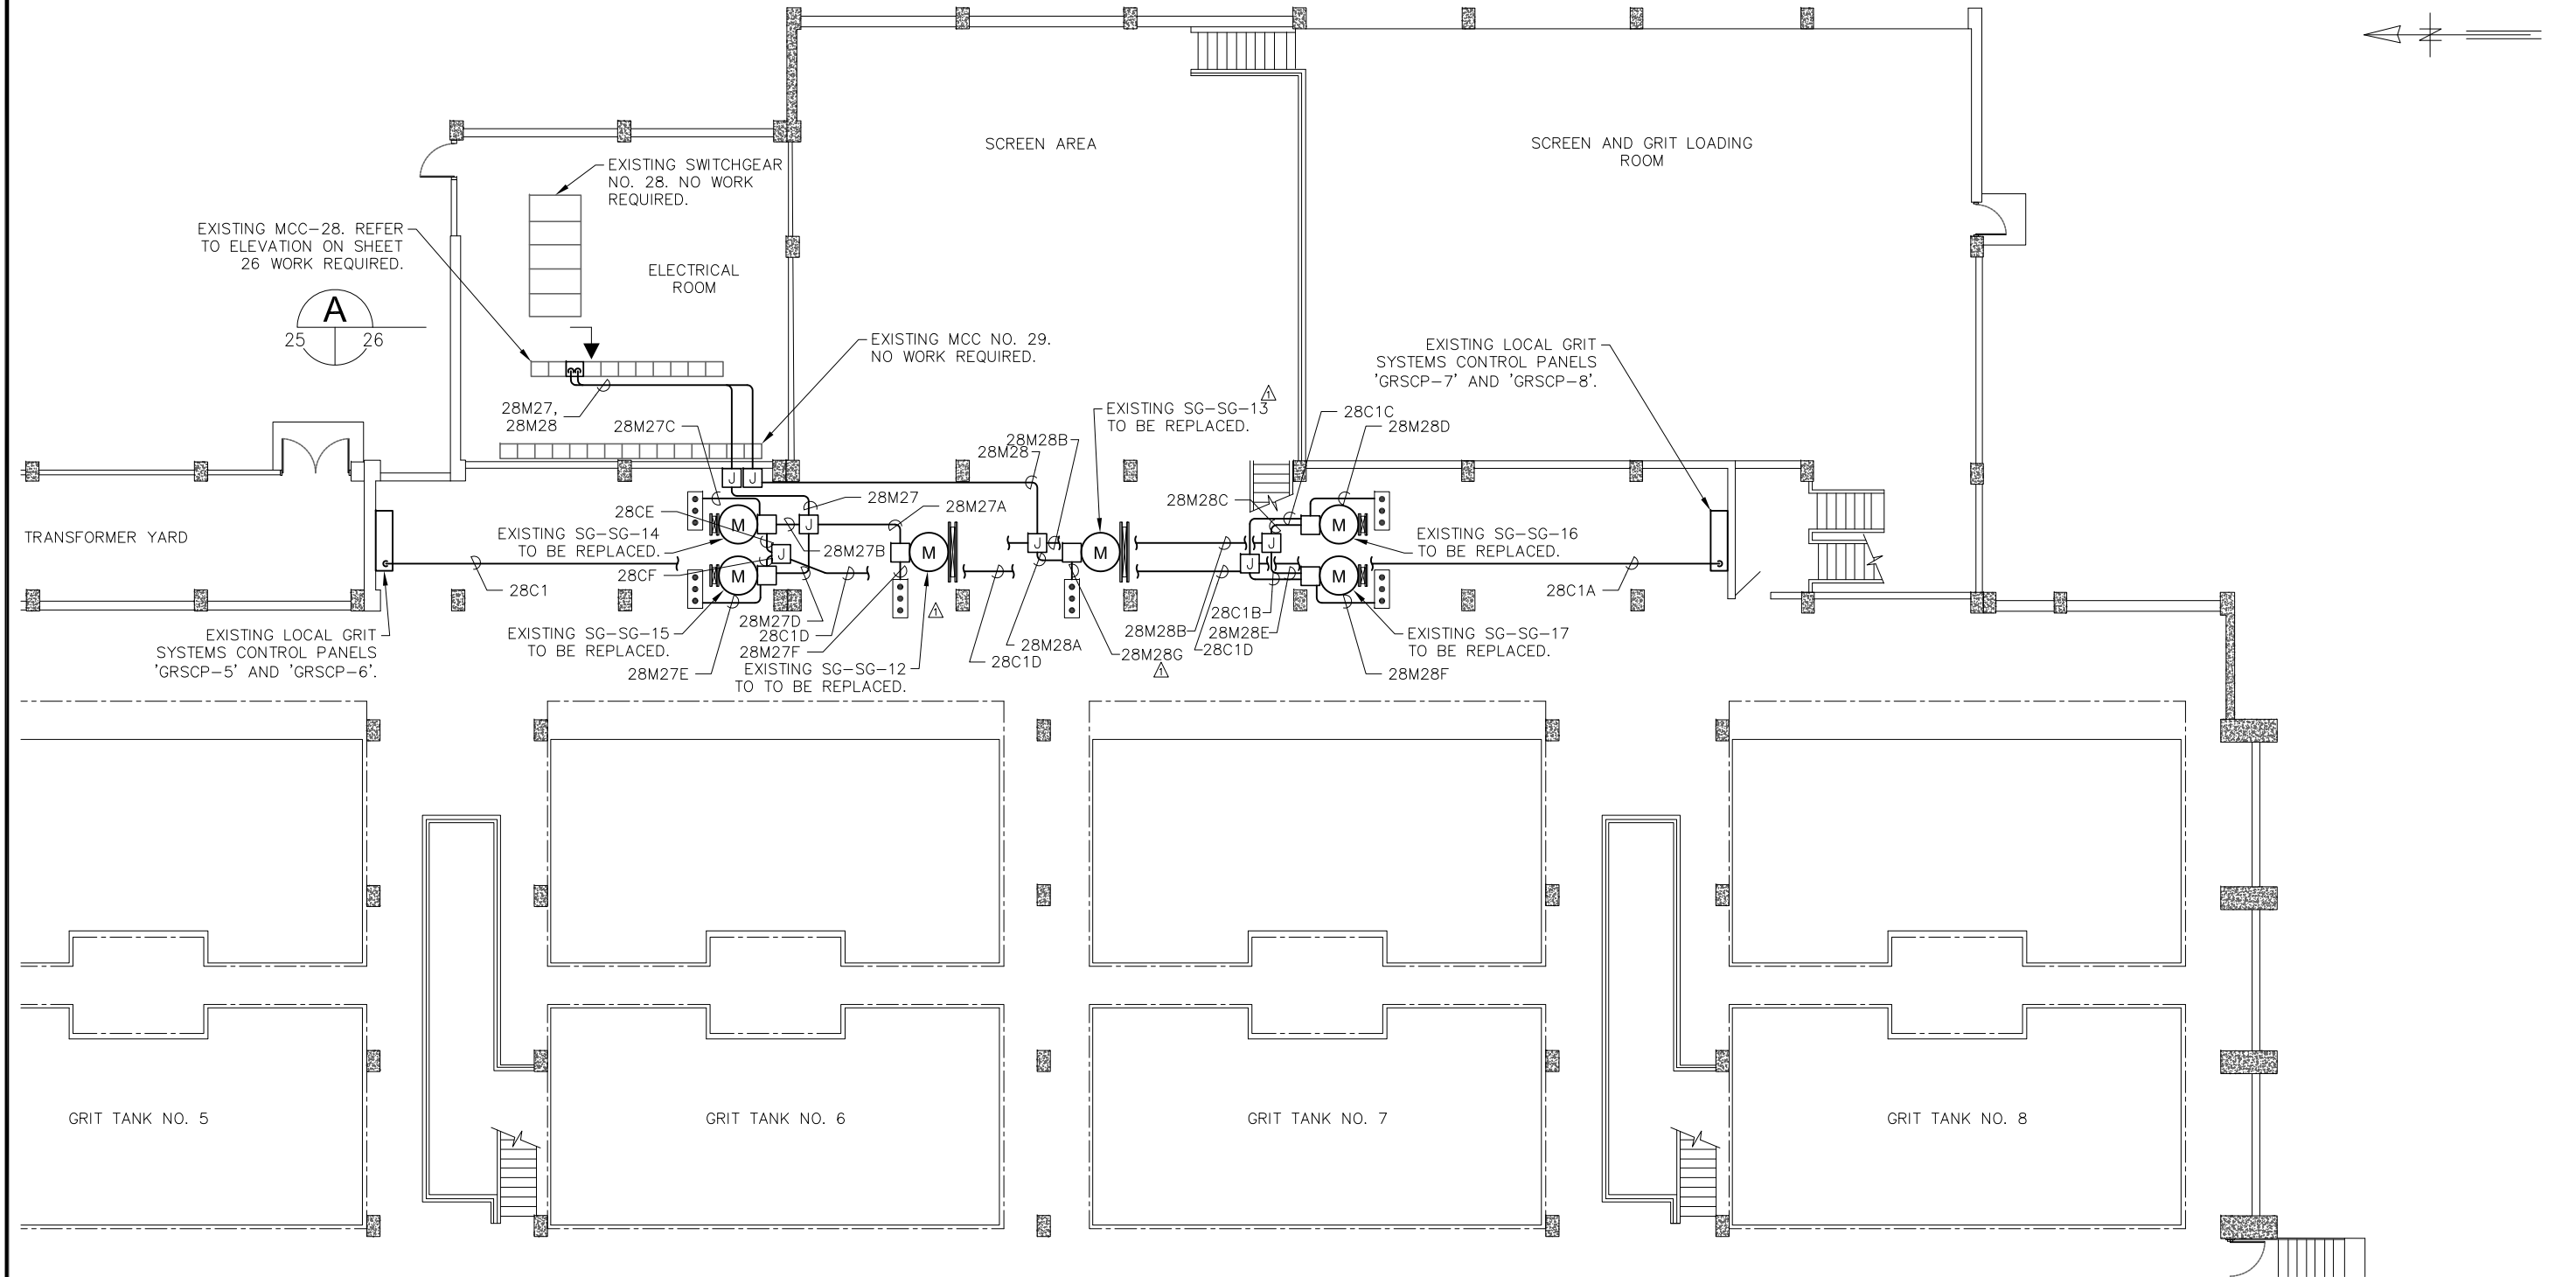 SCREEN AREA
SCREEN AND GRIT LOADING
ROOM
EXISTING SWITCHGEAR
NO. 28. NO WORK
REQUIRED.
EXISTING MCC-28. REFER
TO ELEVATION ON SHEET
26 WORK REQUIRED.
ELECTRICAL
ROOM
A
25
26
EXISTING MCC NO. 29.
NO WORK REQUIRED.
EXISTING LOCAL GRIT
SYSTEMS CONTROL PANELS
'GRSCP-7' AND 'GRSCP-8'.
28M27,
28M28
28M27C
1
EXISTING SG-SG-13
TO BE REPLACED.
28C1C
28M28D
28M28B
28M28
J
J
28M27
28M27A
28M28C
28CE
EXISTING SG-SG-14
TO BE REPLACED.
M
J
28M27B
M
J
M
J
M
EXISTING SG-SG-16
TO BE REPLACED.
TRANSFORMER YARD
J
J
28CF
M
M
28C1
28C1A
28M27D
28C1D
28M27F
1
28C1B
28M28E
28M28B
28C1D
EXISTING LOCAL GRIT
SYSTEMS CONTROL PANELS
'GRSCP-5' AND 'GRSCP-6'.
EXISTING SG-SG-15
TO BE REPLACED.
28M27E
EXISTING SG-SG-12
TO TO BE REPLACED.
28C1D
28M28A
28M28G
1
EXISTING SG-SG-17
TO BE REPLACED.
28M28F
GRIT TANK NO. 5
GRIT TANK NO. 6
GRIT TANK NO. 7
GRIT TANK NO. 8